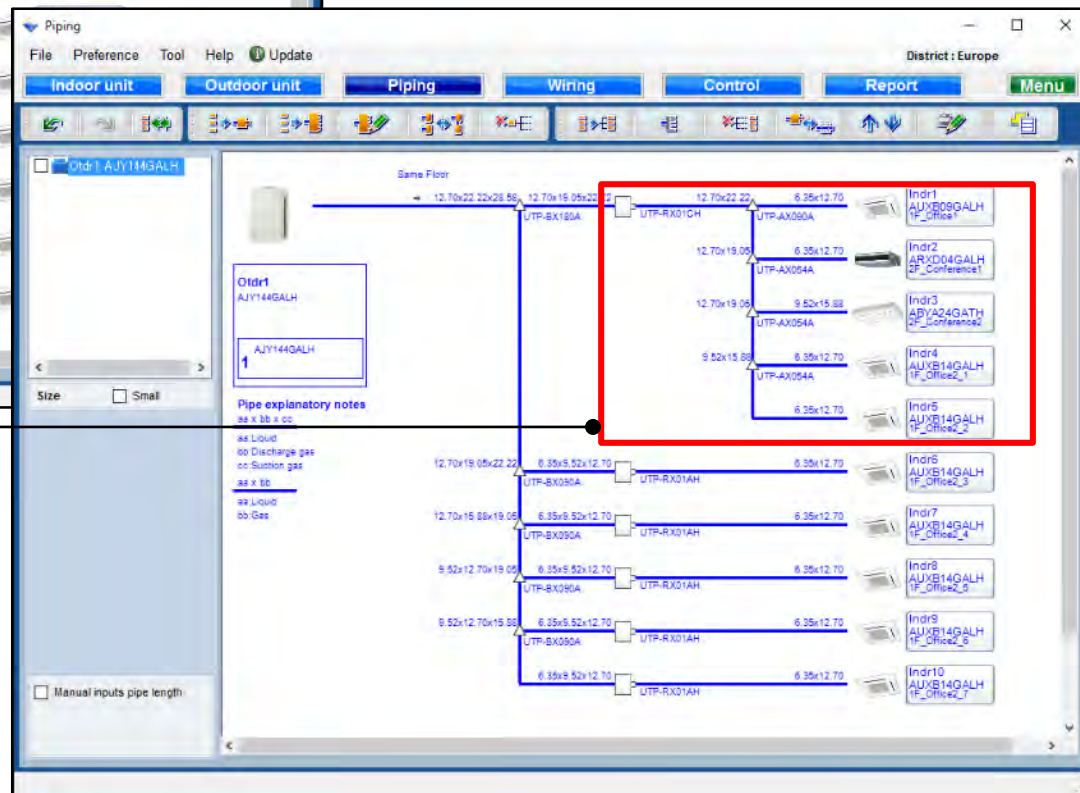 Piping
File Preference Tool Help Update
District : Europe
Indoor unit Outdoor unit Piping Wiring Control Report Menu
Otdr1 AJY144GALH
Size Small
Manual inputs pipe length
Same Floor
12.70x22.22x28.58 12.70x19.05x22.22 12.70x22.22 6.35x12.70
UTP-BX180A UTP-RX01CH UTP-AX090A
Indr1
AUXB09GALH
1F_Office1
12.70x19.05 6.35x12.70
UTP-AX054A
Indr2
ARXD04GALH
2F_Conference1
12.70x19.05 9.52x15.88
UTP-AX054A
Indr3
ABYA24GATH
2F_Conference2
9.52x15.88 6.35x12.70
UTP-AX054A
Indr4
AUXB14GALH
1F_Office2_1
6.35x12.70
Indr5
AUXB14GALH
1F_Office2_2
Otdr1
AJY144GALH
AJY144GALH
1
Pipe explanatory notes
aa x bb x cc
aa:Liquid
bb:Discharge gas
cc:Suction gas
aa x bb
aa:Liquid
bb:Gas
12.70x19.05x22.22 6.35x9.52x12.70 6.35x12.70
UTP-BX090A UTP-RX01AH
Indr6
AUXB14GALH
1F_Office2_3
12.70x15.88x19.05 6.35x9.52x12.70 6.35x12.70
UTP-BX090A UTP-RX01AH
Indr7
AUXB14GALH
1F_Office2_4
9.52x12.70x19.05 6.35x9.52x12.70 6.35x12.70
UTP-BX090A UTP-RX01AH
Indr8
AUXB14GALH
1F_Office2_5
9.52x12.70x15.88 6.35x9.52x12.70 6.35x12.70
UTP-BX090A UTP-RX01AH
Indr9
AUXB14GALH
1F_Office2_6
6.35x9.52x12.70 6.35x12.70
UTP-RX01AH
Indr10
AUXB14GALH
1F_Office2_7